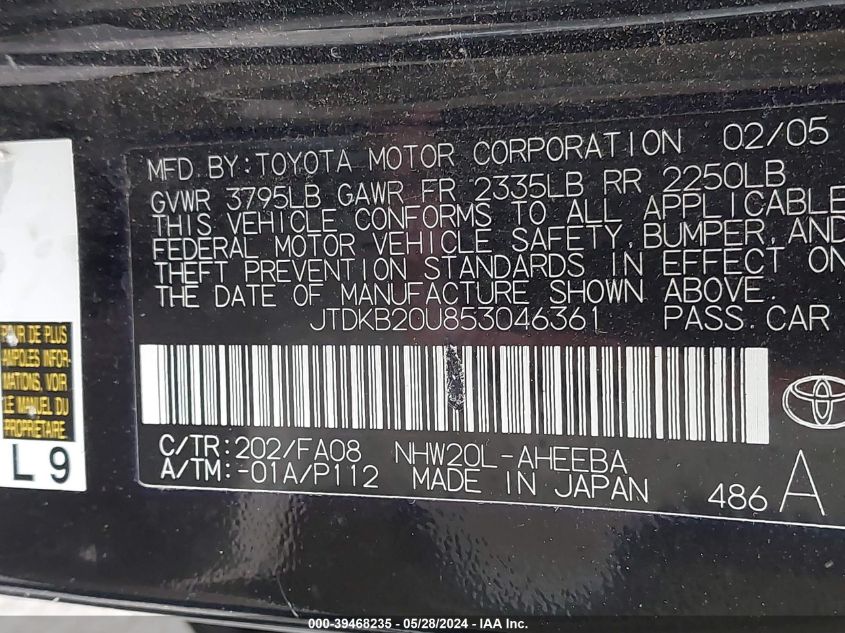 MFD. BY: TOYOTA MOTOR CORPORATION 02/05
GVWR 3795LB GAWR FR 2335LB RR 2250LB
THIS VEHICLE CONFORMS TO ALL APPLICABLE
FEDERAL MOTOR VEHICLE SAFETY, BUMPER, AND
THEFT PREVENTION STANDARDS IN EFFECT ON
THE DATE OF MANUFACTURE SHOWN ABOVE.
JTDKB20U853046361 PASS. CAR
C/TR: 202/FA08 NHW20L-AHEEBA
A/TM: -01A/P112 MADE IN JAPAN
486 A
POUR DE PLUS
AMPLES INFOR-
MATIONS, VOIR
LE MANUEL DU
PROPRIETAIRE.
L 9
000-39468235 - 05/28/2024 - IAA Inc.